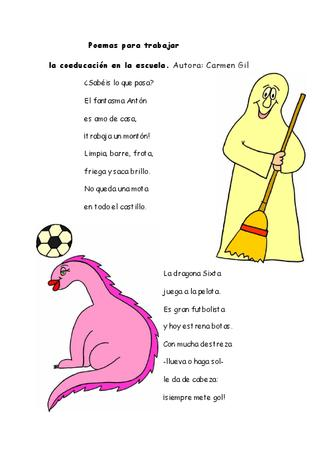 Poemas para trabajar
la coeducación en la escuela. Autora: Carmen Gil
¿Sabéis lo que pasa?
El fantasma Antón
es amo de casa,
¡trabaja un montón!
Limpia, barre, frota,
friega y saca brillo.
No queda una mota
en todo el castillo.
La dragona Sixta
juega a la pelota.
Es gran futbolista
y hoy estrena botas.
Con mucha destreza
-llueva o haga sol-
le da de cabeza:
¡siempre mete gol!